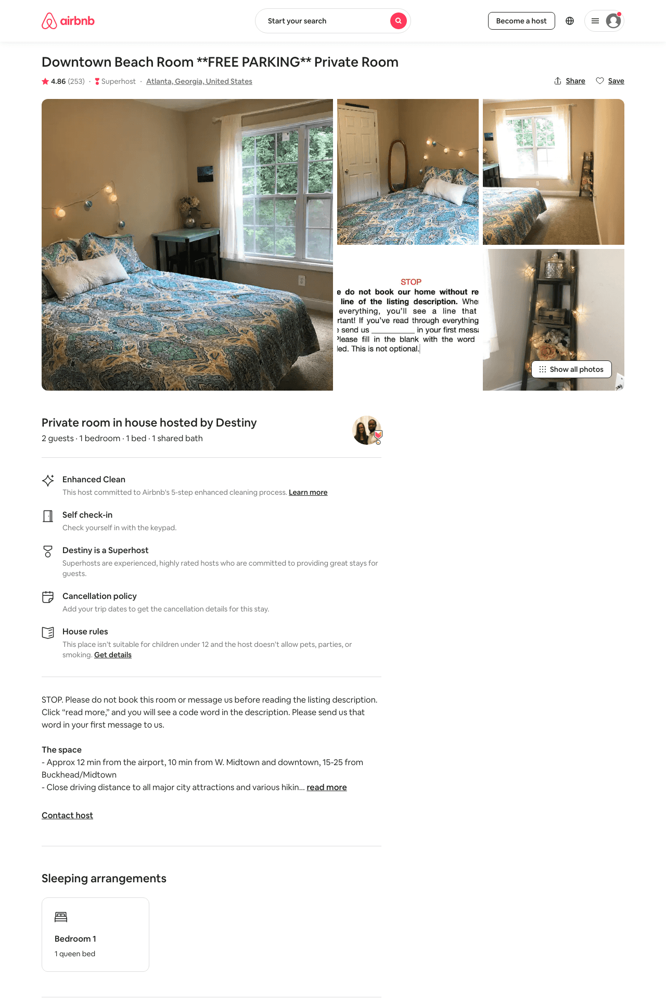 airbnb
Start your search
Become a host
Downtown Beach Room **FREE PARKING** Private Room
4.86 (253) · Superhost · Atlanta, Georgia, United States
Share
Save
STOP
e do not book our home without re
line of the listing description. Whe
everything, you'll see a line that
rtant! If you've read through everything
e send us __________ in your first messa
Please fill in the blank with the word
led. This is not optional.
Show all photos
Private room in house hosted by Destiny
2 guests · 1 bedroom · 1 bed · 1 shared bath
Enhanced Clean
This host committed to Airbnb's 5-step enhanced cleaning process. Learn more
Self check-in
Check yourself in with the keypad.
Destiny is a Superhost
Superhosts are experienced, highly rated hosts who are committed to providing great stays for
guests.
Cancellation policy
Add your trip dates to get the cancellation details for this stay.
House rules
This place isn’t suitable for children under 12 and the host doesn’t allow pets, parties, or
smoking. Get details
STOP. Please do not book this room or message us before reading the listing description.
Click “read more,” and you will see a code word in the description. Please send us that
word in your first message to us.
The space
- Approx 12 min from the airport, 10 min from W. Midtown and downtown, 15-25 from
Buckhead/Midtown
- Close driving distance to all major city attractions and various hikin... read more
Contact host
Sleeping arrangements
Bedroom 1
1 queen bed